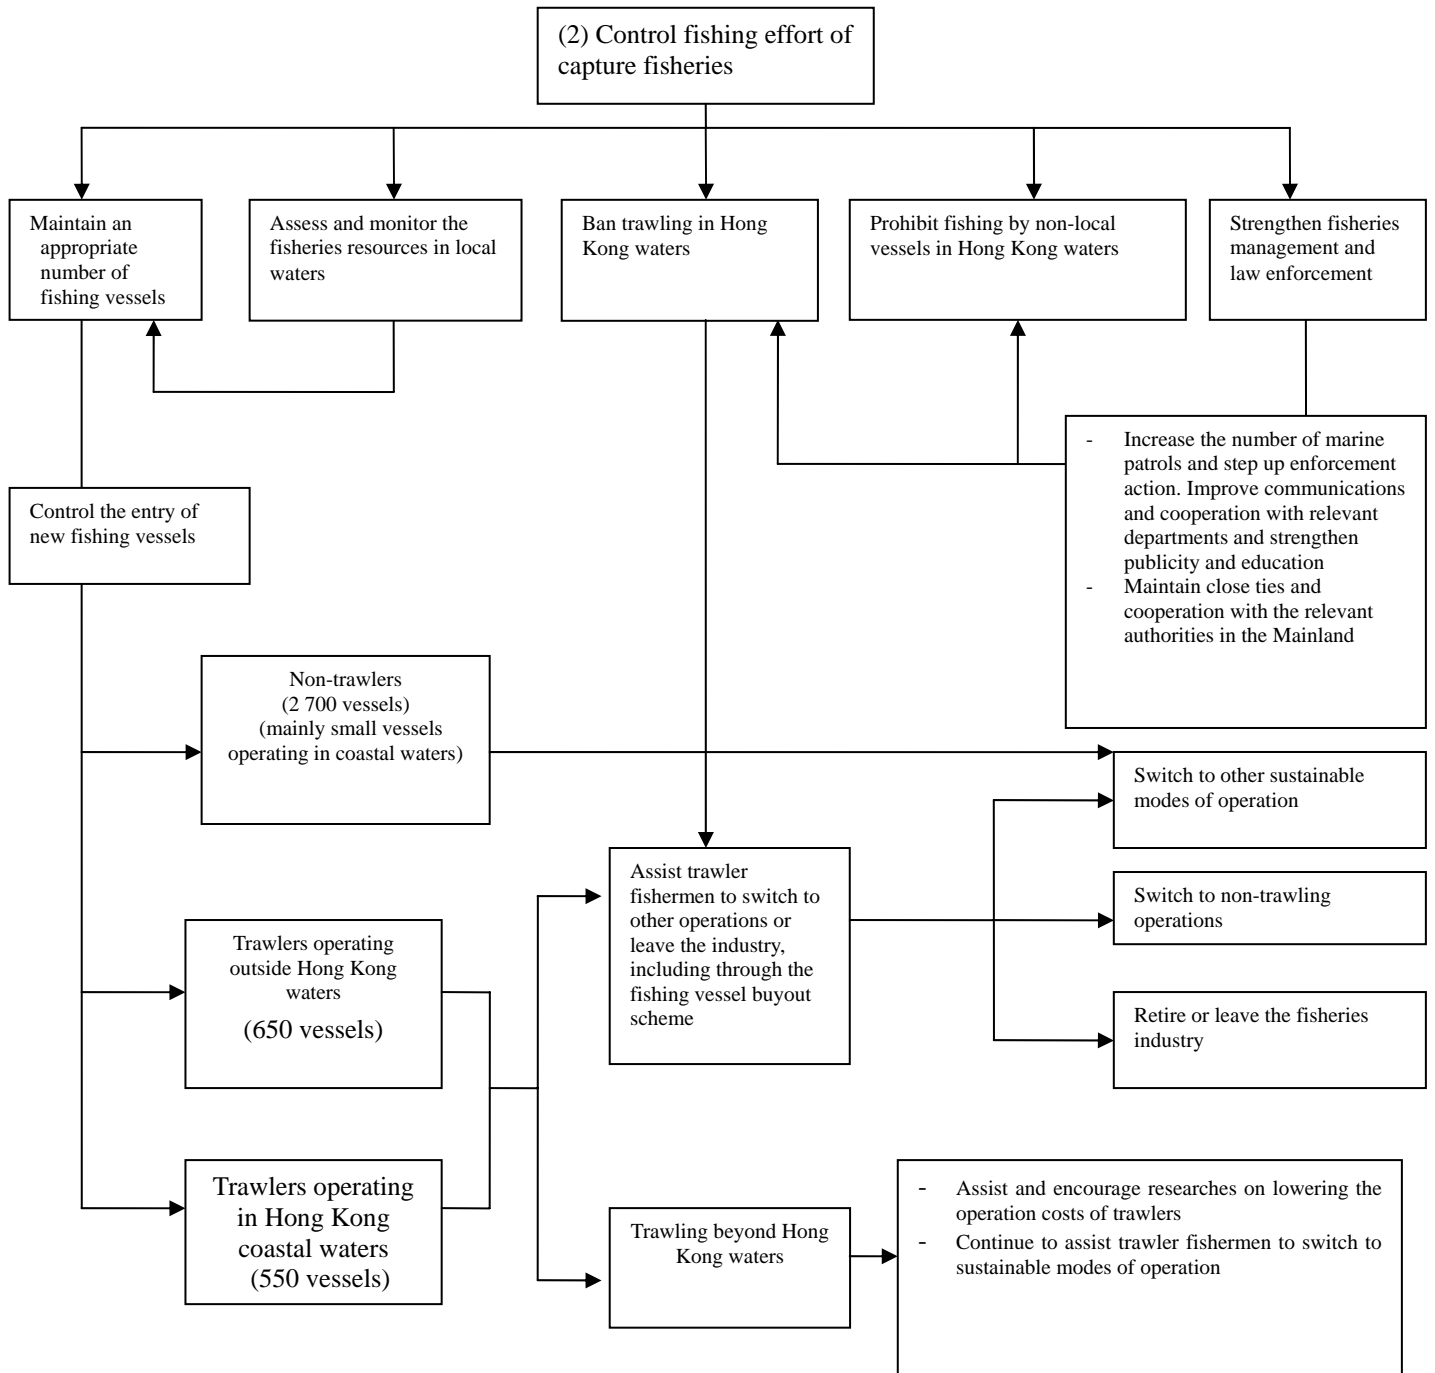 (2) Control fishing effort of
capture fisheries
Maintain an
appropriate
number of
fishing vessels
Assess and monitor the
fisheries resources in local
waters
Ban trawling in Hong
Kong waters
Prohibit fishing by non-local
vessels in Hong Kong waters
Strengthen fisheries
management and
law enforcement
- Increase the number of marine
patrols and step up enforcement
action. Improve communications
and cooperation with relevant
departments and strengthen
publicity and education
- Maintain close ties and
cooperation with the relevant
authorities in the Mainland
Control the entry of
new fishing vessels
Non-trawlers
(2 700 vessels)
(mainly small vessels
operating in coastal waters)
Switch to other sustainable
modes of operation
Assist trawler
fishermen to switch to
other operations or
leave the industry,
including through the
fishing vessel buyout
scheme
Switch to non-trawling
operations
Trawlers operating
outside Hong Kong
waters
(650 vessels)
Retire or leave the fisheries
industry
Trawlers operating
in Hong Kong
coastal waters
(550 vessels)
Trawling beyond Hong
Kong waters
- Assist and encourage researches on lowering the
operation costs of trawlers
- Continue to assist trawler fishermen to switch to
sustainable modes of operation